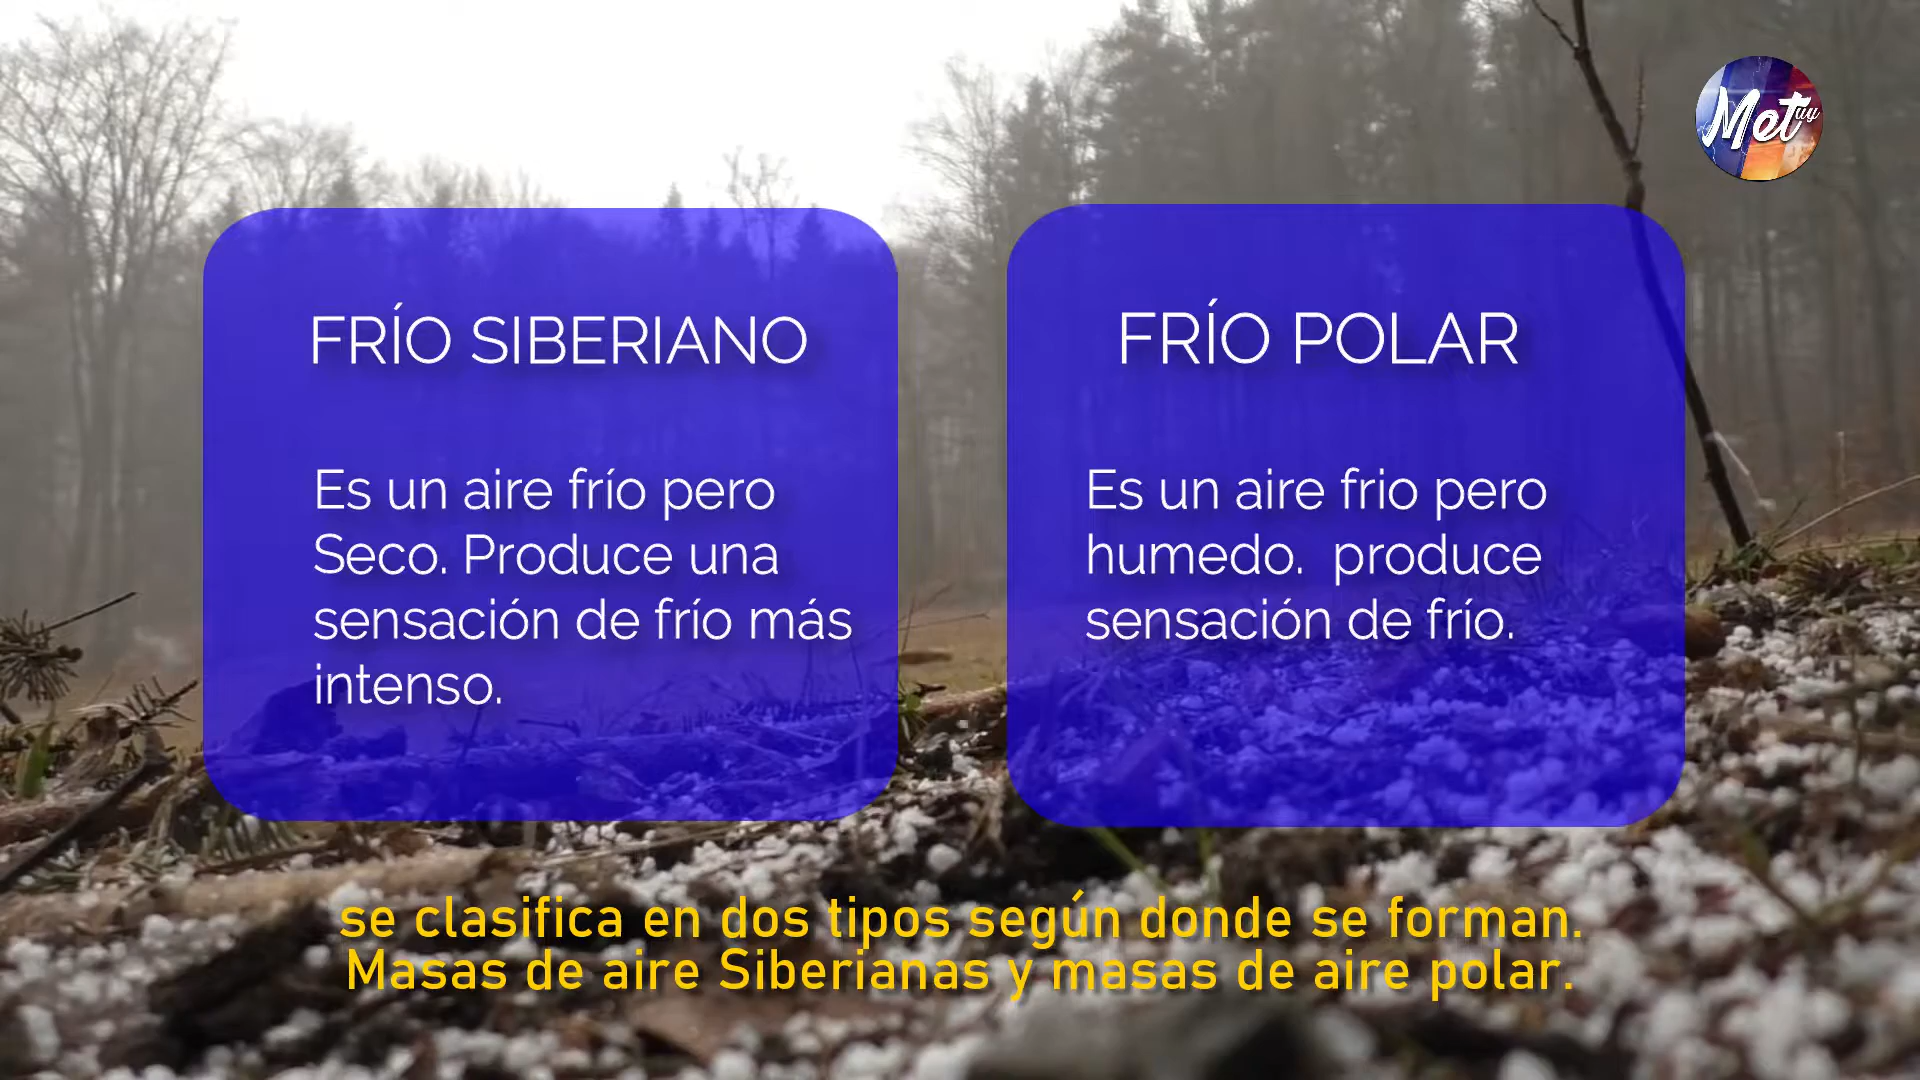 Met uy
FRÍO SIBERIANO
Es un aire frío pero
Seco. Produce una
sensación de frío más
intenso.
FRÍO POLAR
Es un aire frio pero
humedo. produce
sensación de frío.
se clasifica en dos tipos según donde se forman.
Masas de aire Siberianas y masas de aire polar.